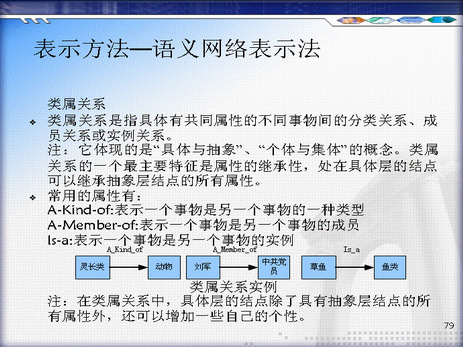 表示方法—语义网络表示法
类属关系
类属关系是指具体有共同属性的不同事物间的分类关系、成
员关系或实例关系。
注：它体现的是“具体与抽象”、“个体与集体”的概念。类属
关系的一个最主要特征是属性的继承性，处在具体层的结点
可以继承抽象层结点的所有属性。
常用的属性有：
A-Kind-of:表示一个事物是另一个事物的一种类型
A-Member-of:表示一个事物是另一个事物的成员
Is-a:表示一个事物是另一个事物的实例
A_Kind_of A_Member_of Is_a
灵长类 动物 刘军 中共党员 草鱼 鱼类
类属关系实例
注：在类属关系中，具体层的结点除了具有抽象层结点的所
有属性外，还可以增加一些自己的个性。
79